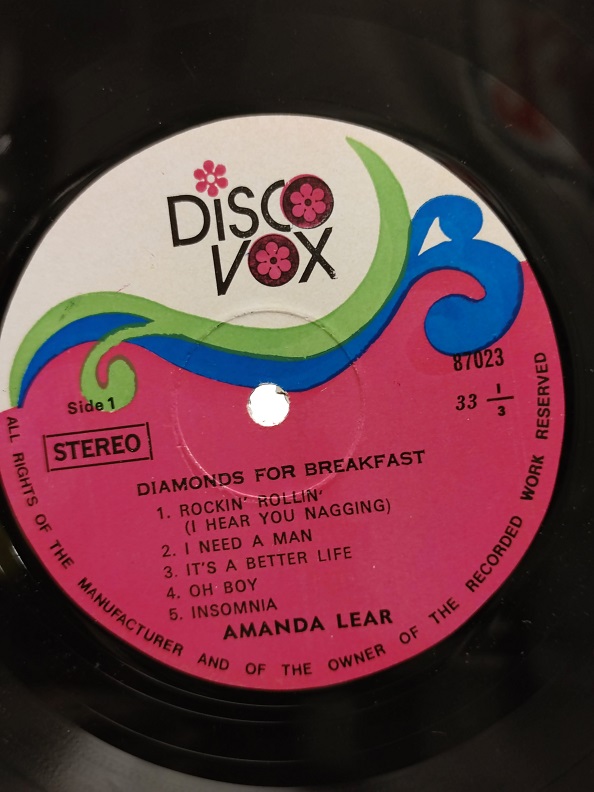 DiSCO
VOX
87023
Side 1
33 1/3
STEREO
DIAMONDS FOR BREAKFAST
1. ROCKIN' ROLLIN'
(I HEAR YOU NAGGING)
2. I NEED A MAN
3. IT'S A BETTER LIFE
4. OH BOY
5. INSOMNIA
AMANDA LEAR
ALL RIGHTS OF THE MANUFACTURER AND OF THE OWNER OF THE RECORDED WORK RESERVED